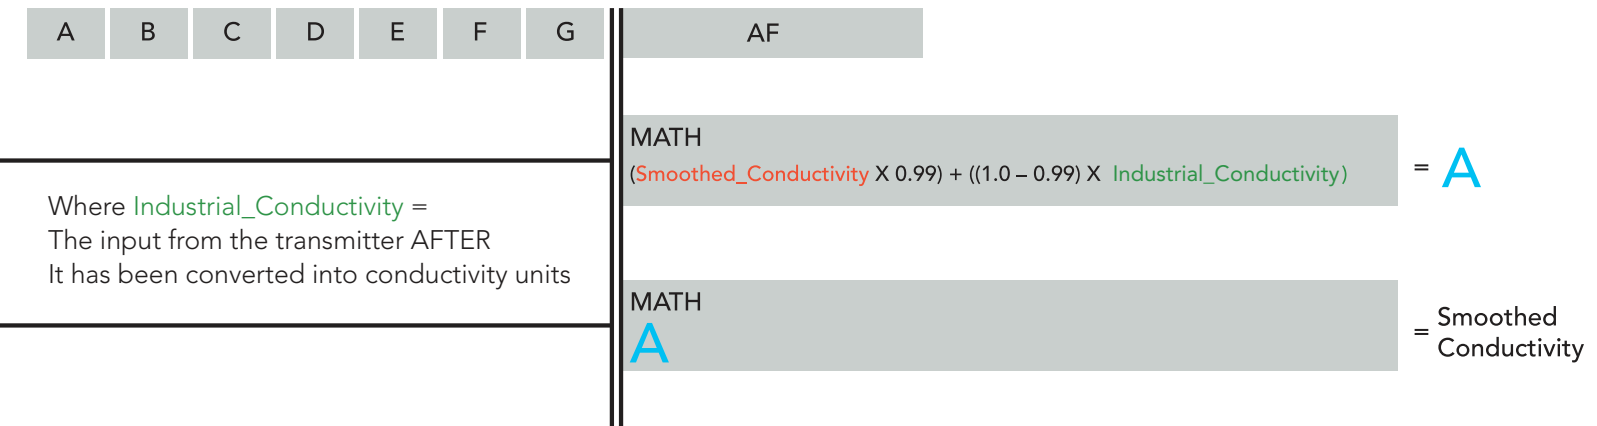 A B C D E F G AF
MATH
(Smoothed_Conductivity X 0.99) + ((1.0 – 0.99) X Industrial_Conductivity)
= A
Where Industrial_Conductivity =
The input from the transmitter AFTER
It has been converted into conductivity units
MATH
A
= Smoothed
Conductivity